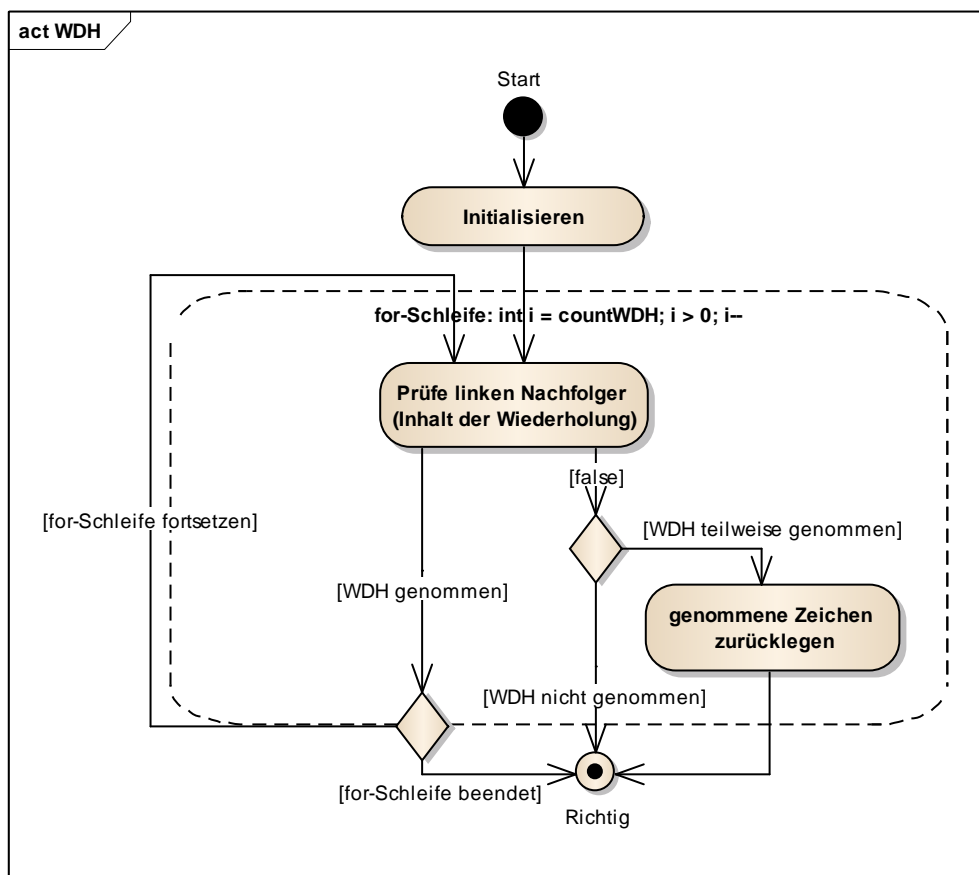 act WDH
Start
Initialisieren
for-Schleife: int i = countWDH; i > 0; i--
Prüfe linken Nachfolger
(Inhalt der Wiederholung)
[false]
[for-Schleife fortsetzen]
[WDH teilweise genommen]
[WDH genommen]
genommene Zeichen
zurücklegen
[WDH nicht genommen]
[for-Schleife beendet]
Richtig